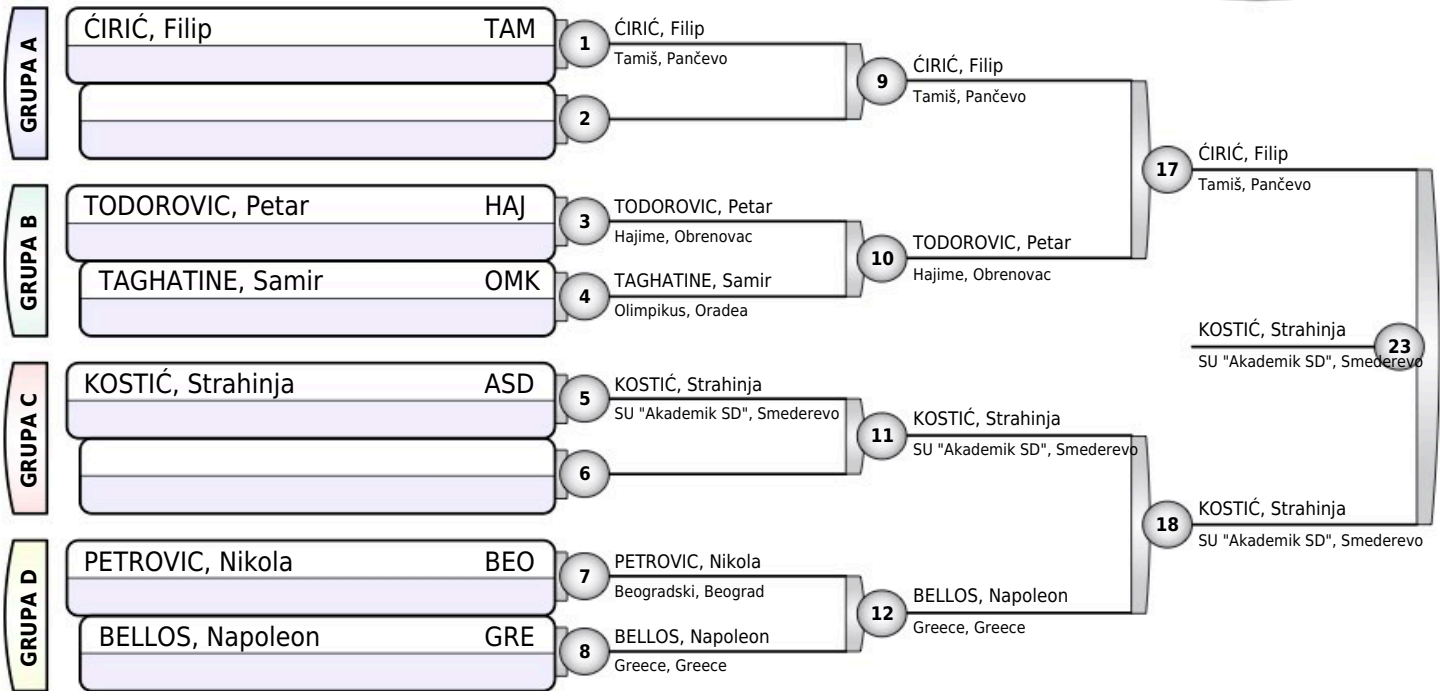 GRUPA A
ĆIRIĆ, Filip TAM
1
ĆIRIĆ, Filip
Tamiš, Pančevo
2
9
ĆIRIĆ, Filip
Tamiš, Pančevo
GRUPA B
TODOROVIC, Petar HAJ
TAGHATINE, Samir OMK
3
TODOROVIC, Petar
Hajime, Obrenovac
4
TAGHATINE, Samir
Olimpikus, Oradea
10
TODOROVIC, Petar
Hajime, Obrenovac
17
ĆIRIĆ, Filip
Tamiš, Pančevo
GRUPA C
KOSTIĆ, Strahinja ASD
5
KOSTIĆ, Strahinja
SU "Akademik SD", Smederevo
6
11
KOSTIĆ, Strahinja
SU "Akademik SD", Smederevo
GRUPA D
PETROVIC, Nikola BEO
BELLOS, Napoleon GRE
7
PETROVIC, Nikola
Beogradski, Beograd
8
BELLOS, Napoleon
Greece, Greece
12
BELLOS, Napoleon
Greece, Greece
18
KOSTIĆ, Strahinja
SU "Akademik SD", Smederevo
KOSTIĆ, Strahinja
SU "Akademik SD", Smederevo
23